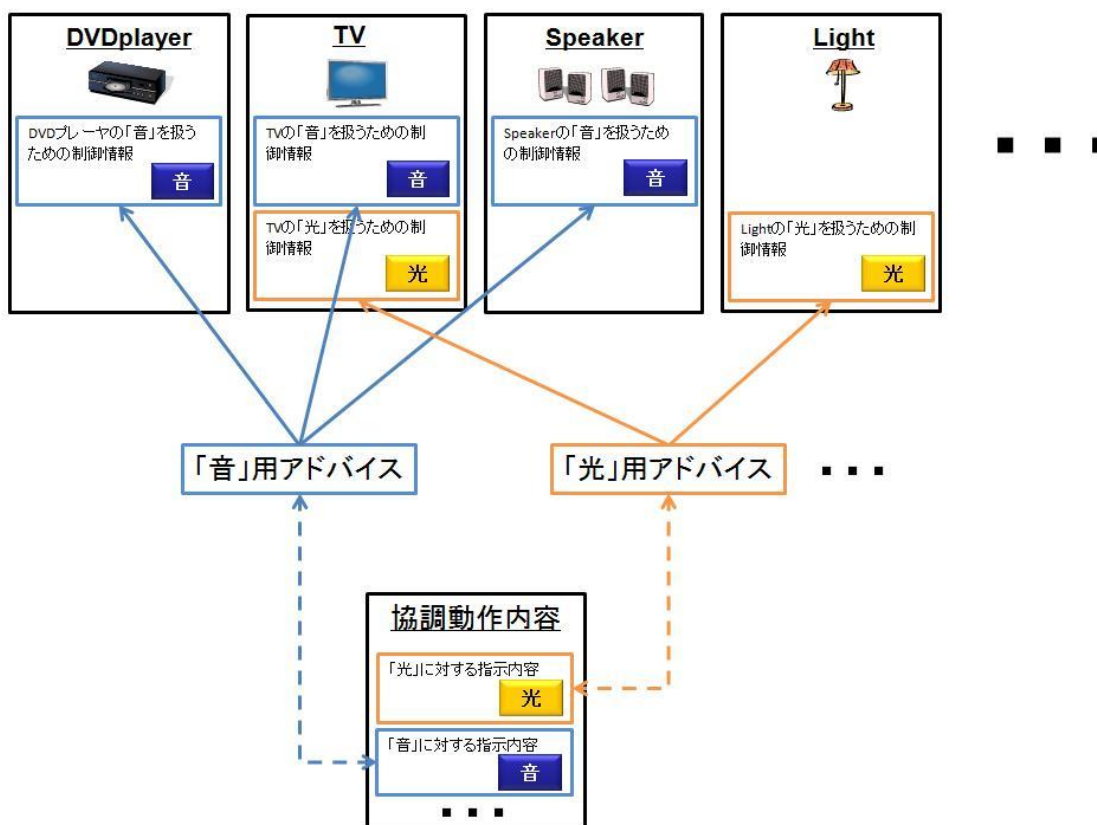 DVDplayer
TV
Speaker
Light
DVDプレーヤの「音」を扱う
ための制御情報
音
TVの「音」を扱うための制
御情報
音
Speakerの「音」を扱うため
の制御情報
音
TVの「光」を扱うための制
御情報
光
Lightの「光」を扱うための制
御情報
光
「音」用アドバイス
「光」用アドバイス
協調動作内容
「光」に対する指示内容
光
「音」に対する指示内容
音